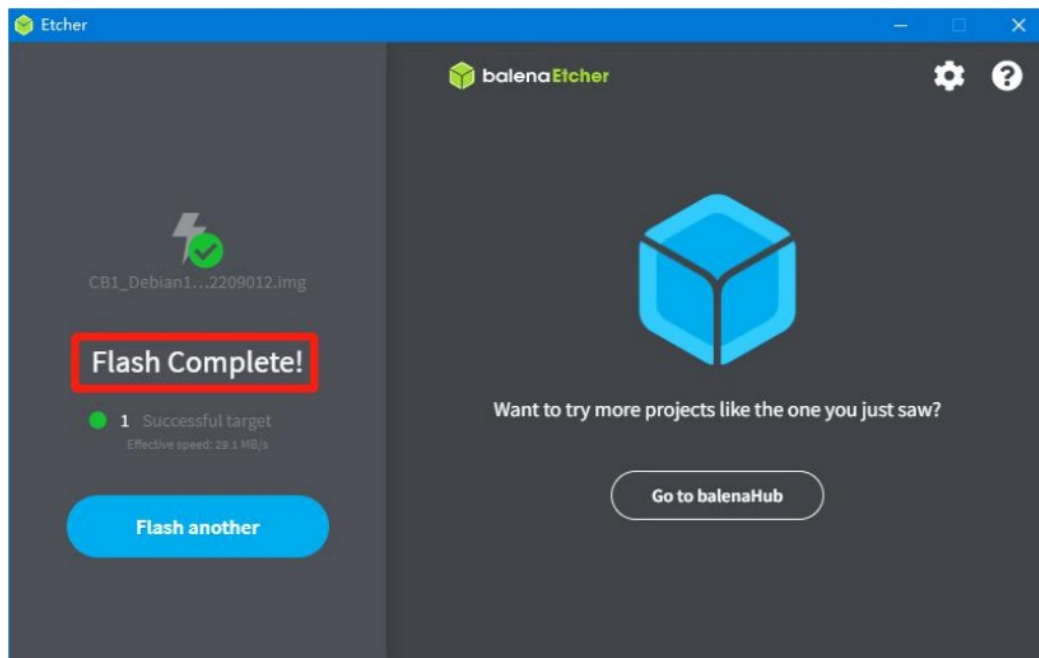 Etcher
balenaEtcher
CB1_Debian1...2209012.img
Flash Complete!
1 Successful target
Effective speed: 29.1 MB/s
Flash another
Want to try more projects like the one you just saw?
Go to balenaHub